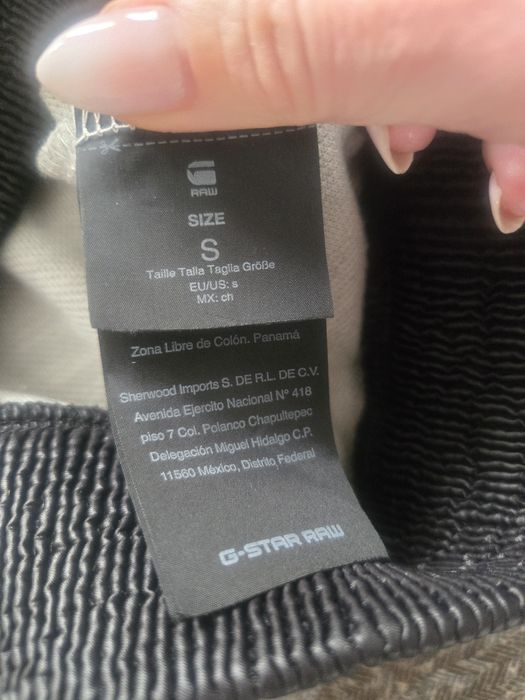 RAW
SIZE
S
Taille Talla Taglia Größe
EU/US: s
MX: ch
Zona Libre de Colón. Panamá
Sherwood Imports S. DE R.L. DE C.V.
Avenida Ejercito Nacional N° 418
piso 7 Col. Polanco Chapultepec
Delegación Miguel Hidalgo C.P.
11560 México, Distrito Federal
G-STAR RAW